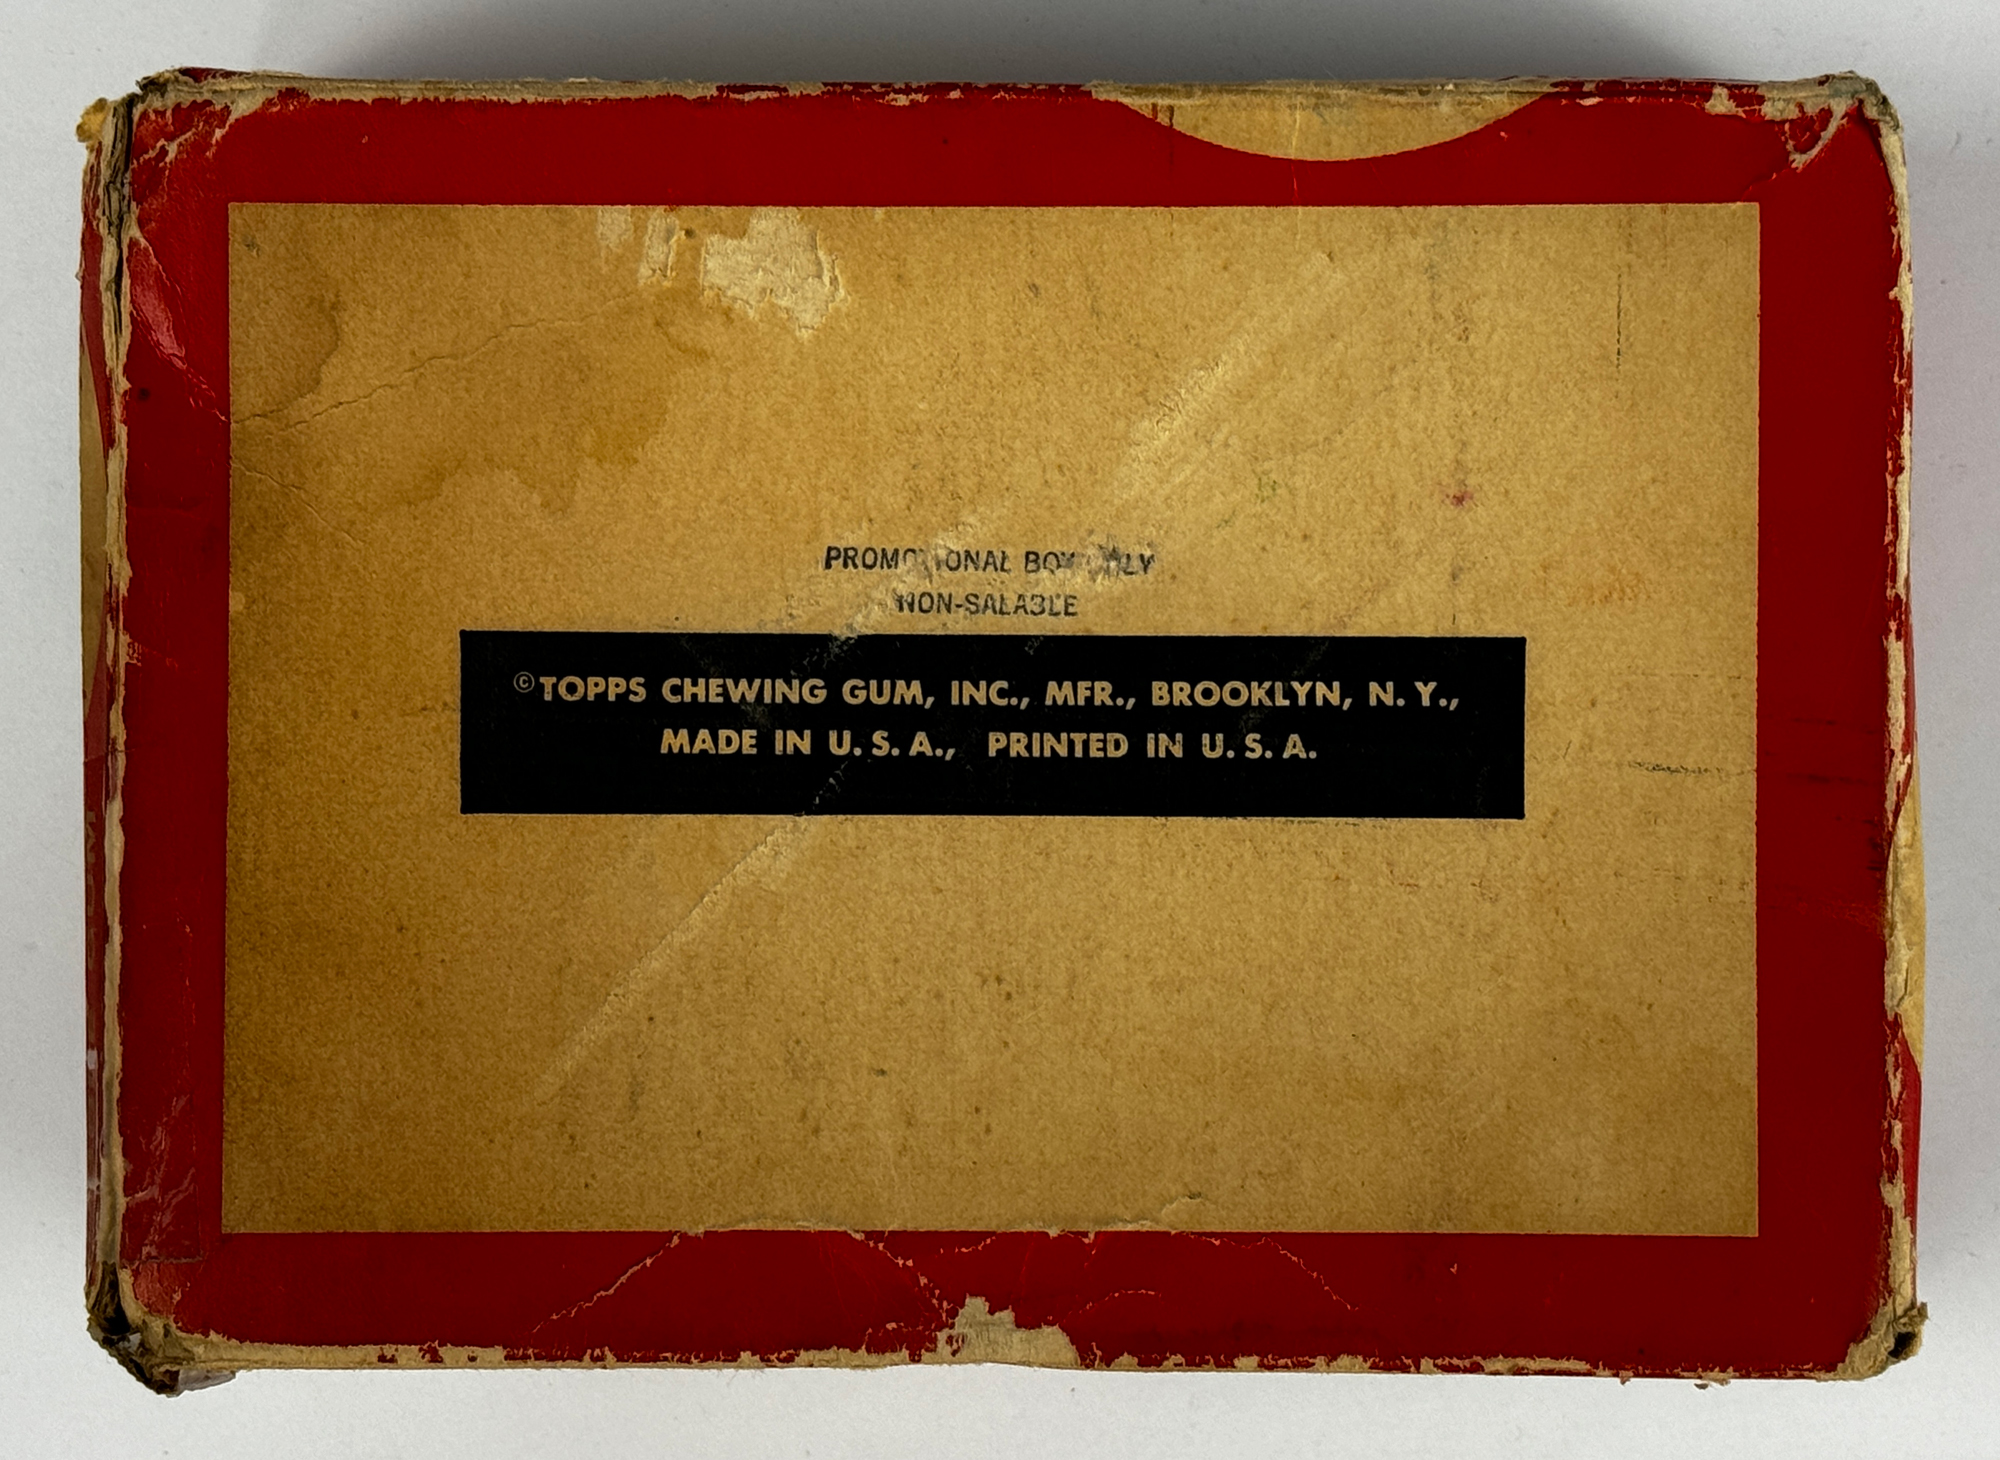 PROMOTIONAL BOX ONLY
NON-SALABLE
©TOPPS CHEWING GUM, INC., MFR., BROOKLYN, N. Y.,
MADE IN U. S. A., PRINTED IN U. S. A.